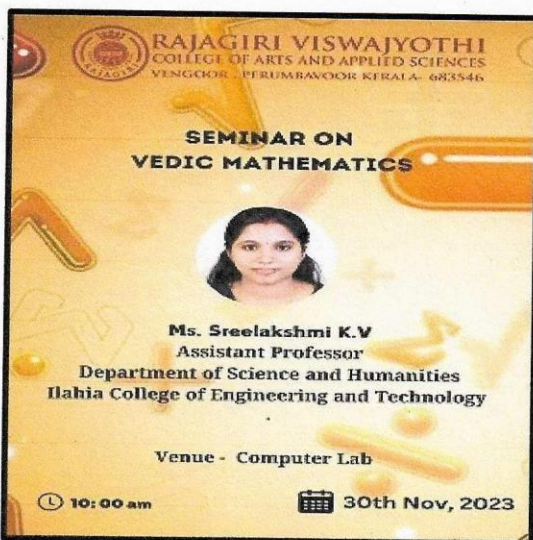 RAJAGIRI
RAJAGIRI VISWAJYOTHI
COLLEGE OF ARTS AND APPLIED SCIENCES
VENGOOR , PERUMBAVOOR KERALA- 683546
SEMINAR ON
VEDIC MATHEMATICS
Ms. Sreelakshmi K.V
Assistant Professor
Department of Science and Humanities
Ilahia College of Engineering and Technology
Venue - Computer Lab
10:00 am
30th Nov, 2023